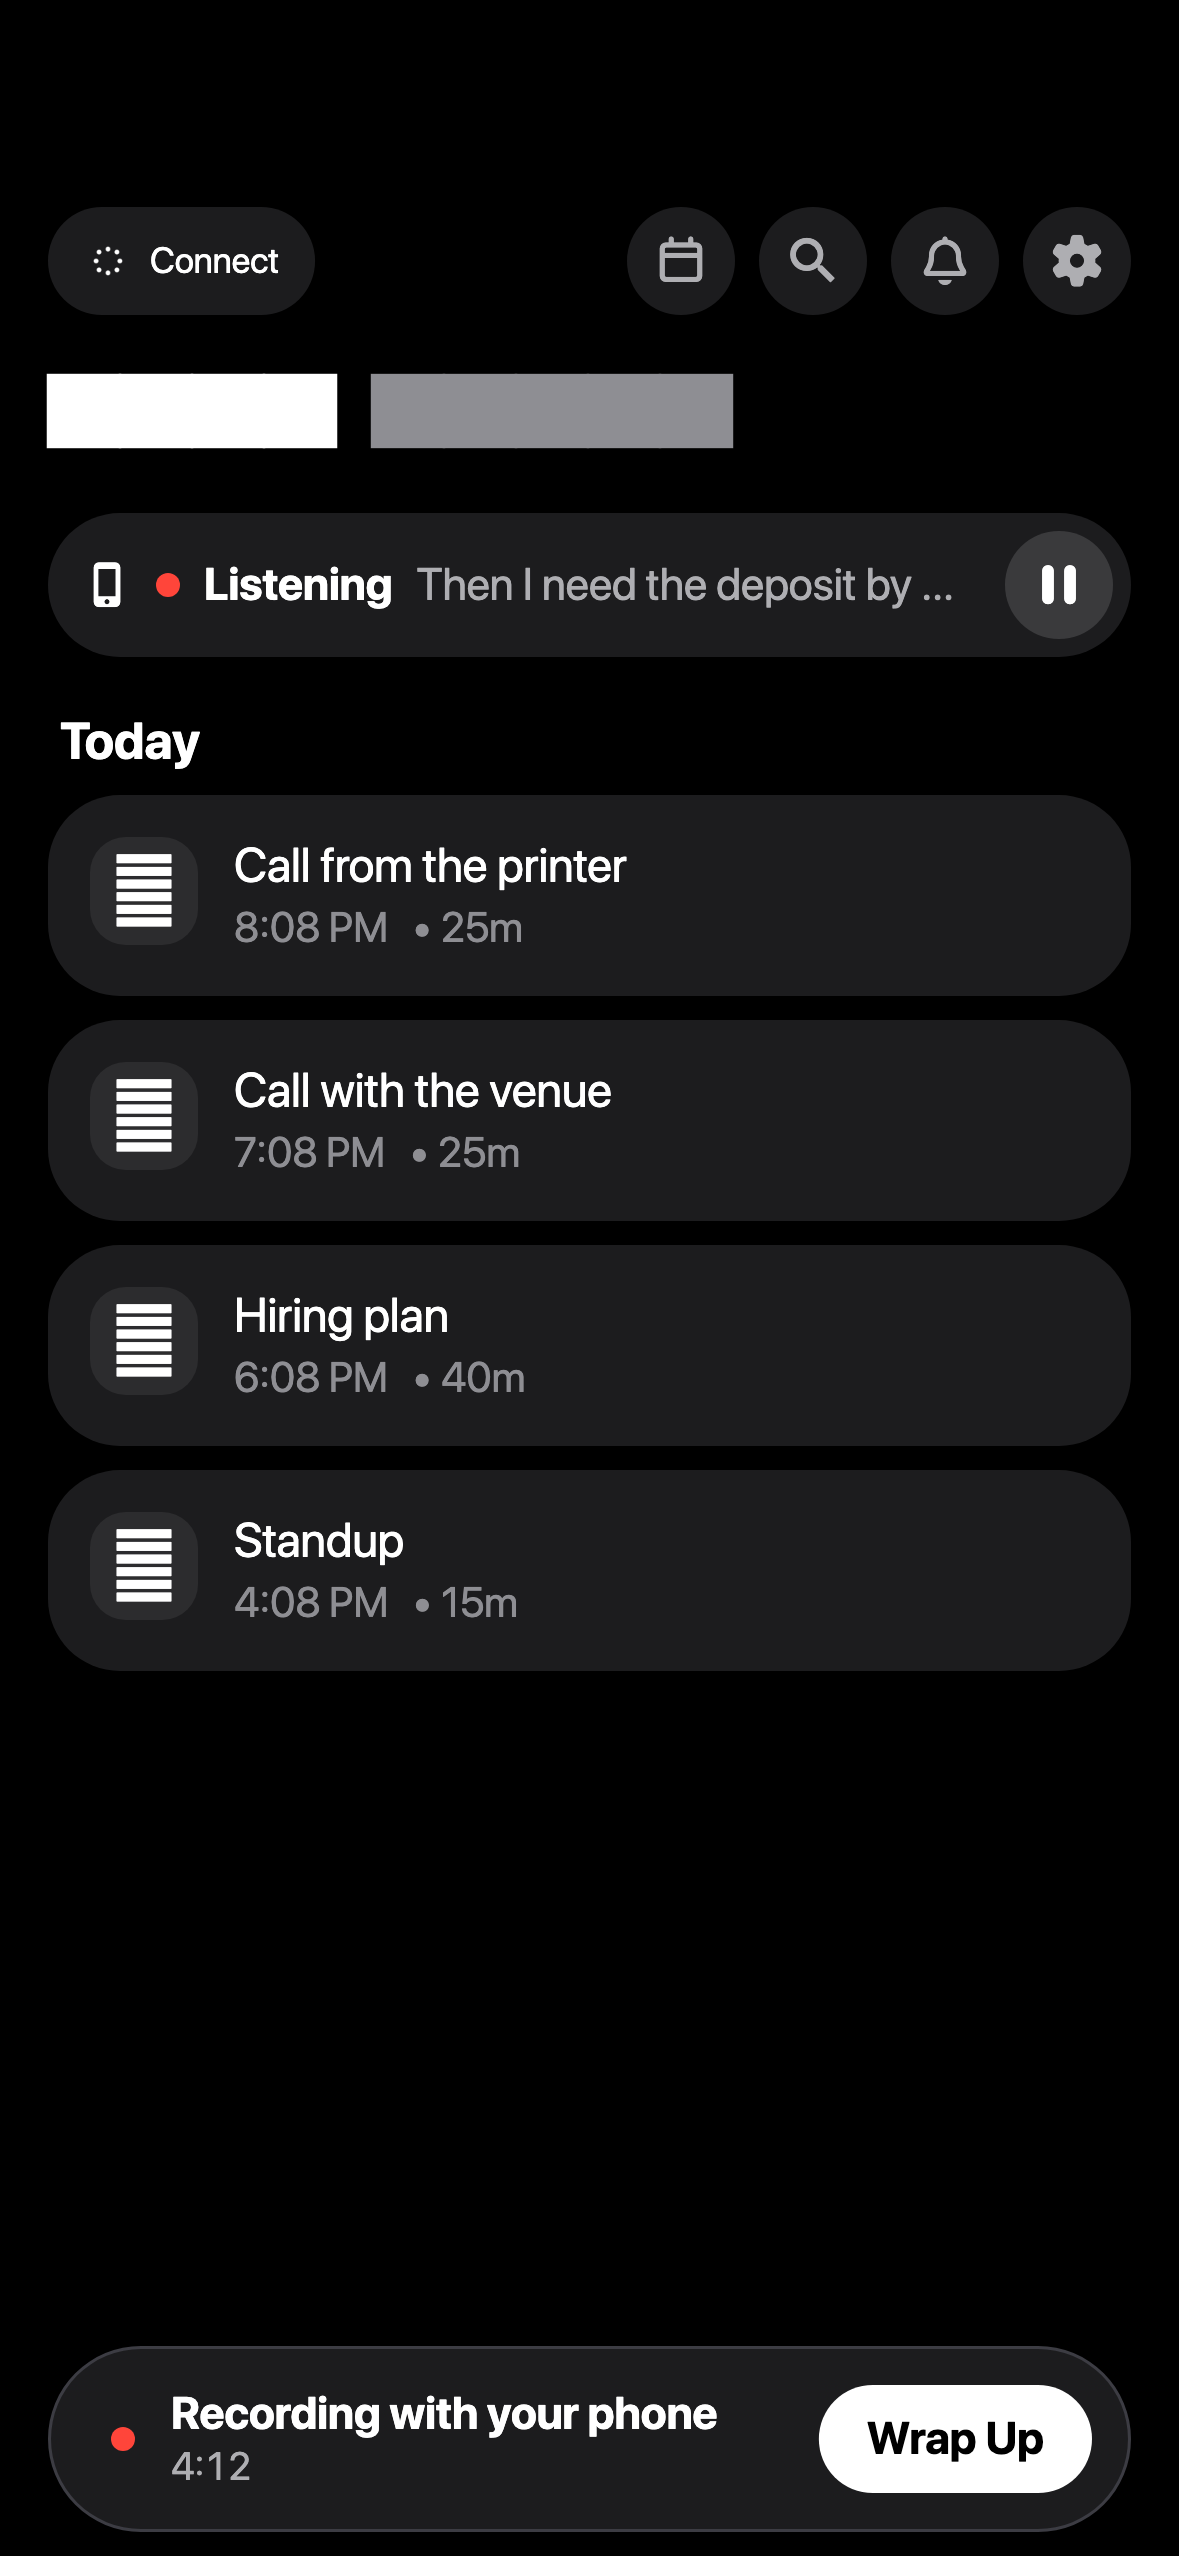 Connect
Listening Then I need the deposit by ...
Today
Call from the printer
8:08 PM • 25m
Call with the venue
7:08 PM • 25m
Hiring plan
6:08 PM • 40m
Standup
4:08 PM • 15m
Recording with your phone
4:12
Wrap Up